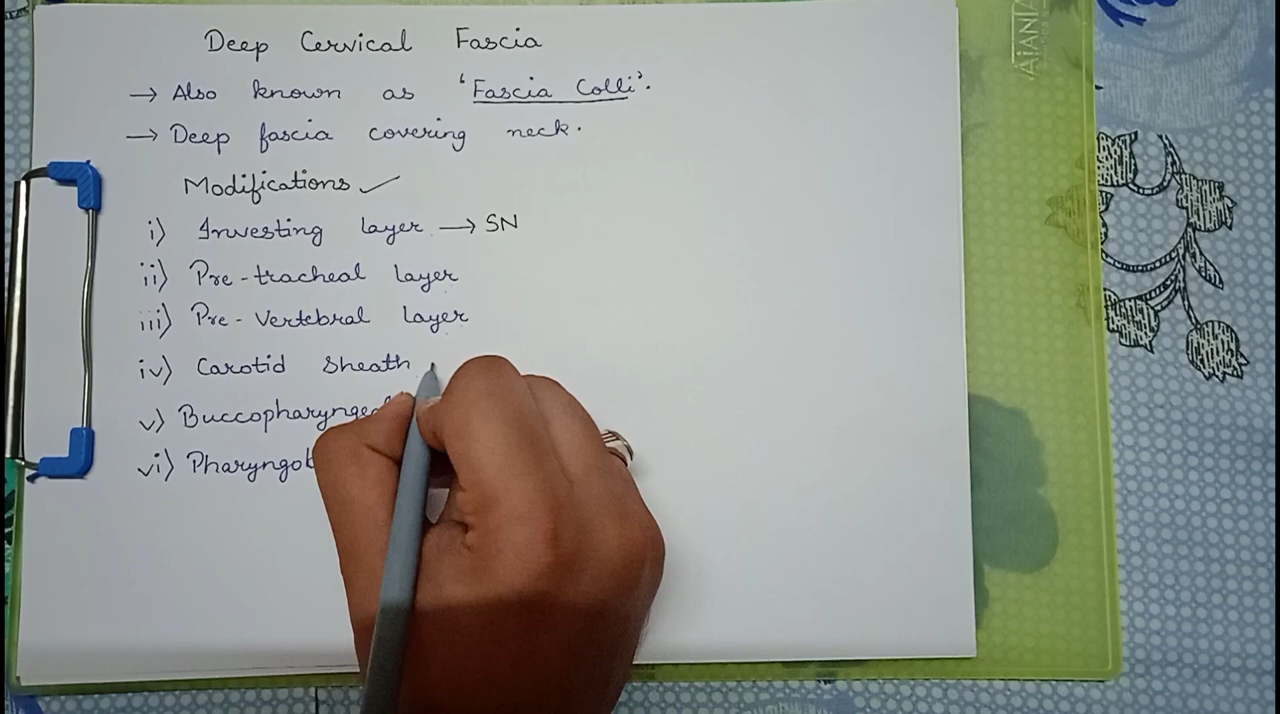 Deep Cervical Fascia
→ Also known as 'Fascia Colli'.
→ Deep fascia covering neck.
Modifications ✓
i) Investing layer → SN
ii) Pre-tracheal layer
iii) Pre-vertebral layer
iv) Carotid Sheath
v) Buccopharyngeal
vi) Pharyngob